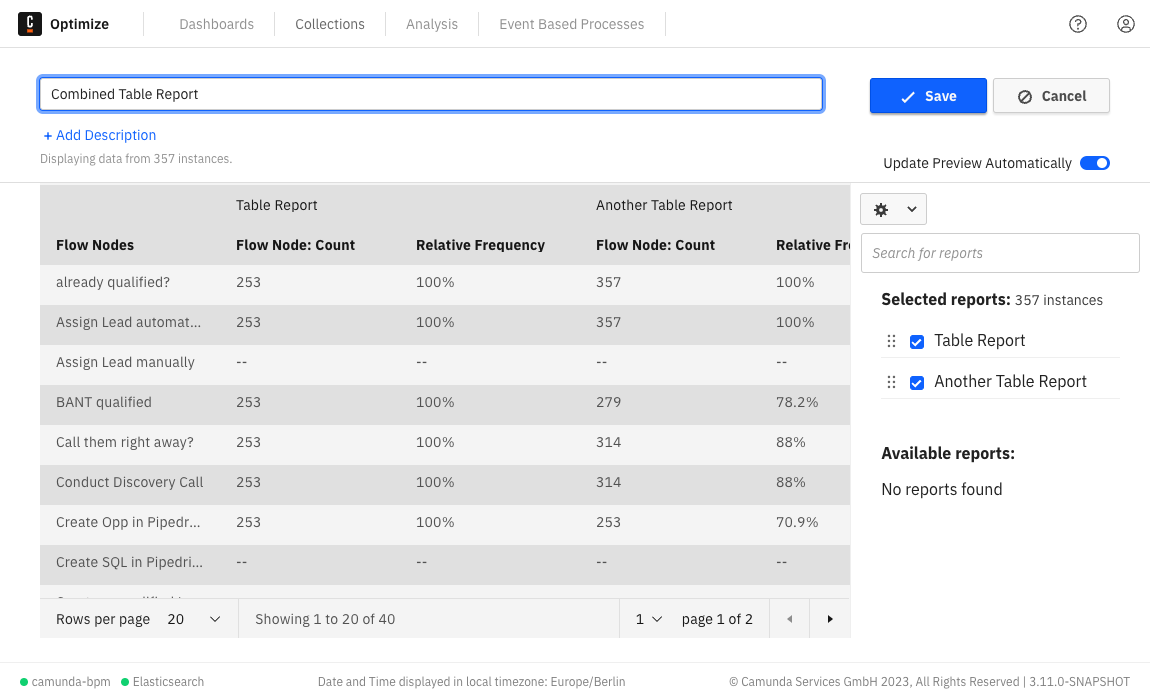 C Optimize Dashboards Collections Analysis Event Based Processes
Combined Table Report
Save Cancel
+ Add Description
Displaying data from 357 instances.
Update Preview Automatically
Table Report Another Table Report
Flow Nodes Flow Node: Count Relative Frequency Flow Node: Count Relative Fr
already qualified? 253 100% 357 100%
Assign Lead automat... 253 100% 357 100%
Assign Lead manually -- -- -- --
BANT qualified 253 100% 279 78.2%
Call them right away? 253 100% 314 88%
Conduct Discovery Call 253 100% 314 88%
Create Opp in Pipedr... 253 100% 253 70.9%
Create SQL in Pipedri... -- -- -- --
Rows per page 20 Showing 1 to 20 of 40 1 page 1 of 2
Search for reports
Selected reports: 357 instances
Table Report
Another Table Report
Available reports:
No reports found
camunda-bpm Elasticsearch Date and Time displayed in local timezone: Europe/Berlin © Camunda Services GmbH 2023, All Rights Reserved | 3.11.0-SNAPSHOT